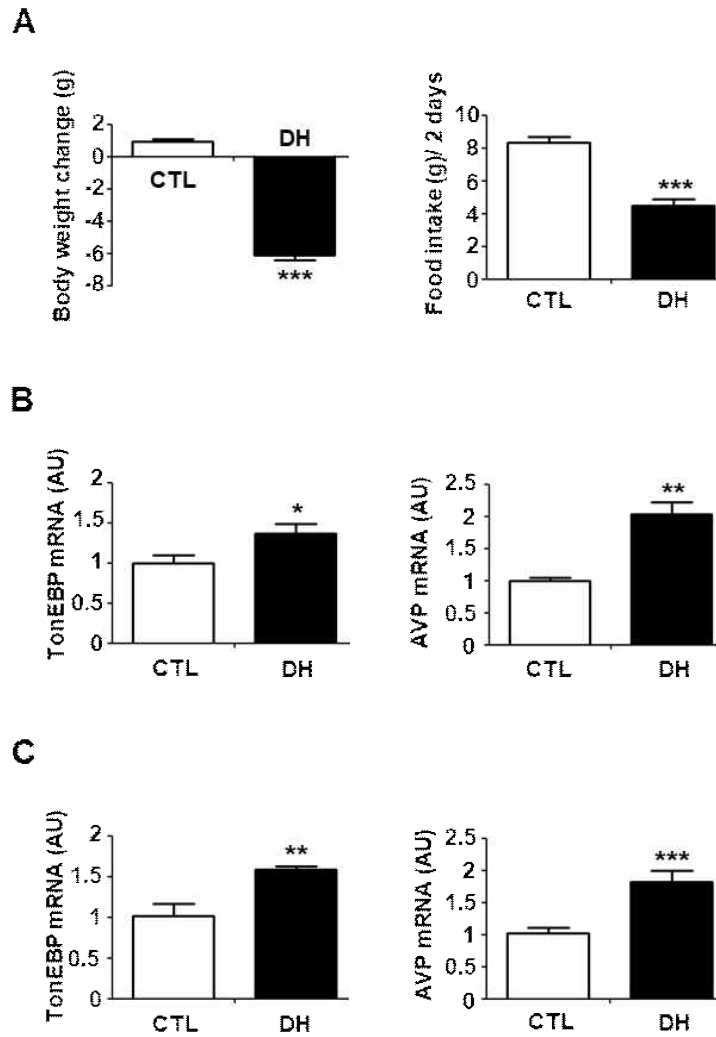 A
Body weight change (g)
2
0
-2
-4
-6
-8
CTL
DH
***
Food intake (g)/ 2 days
10
8
6
4
2
0
***
CTL
DH
B
TonEBP mRNA (AU)
2
1.5
1
0.5
0
*
CTL
DH
AVP mRNA (AU)
2.5
2
1.5
1
0.5
0
**
CTL
DH
C
TonEBP mRNA (AU)
2
1.5
1
0.5
0
**
CTL
DH
AVP mRNA (AU)
2.5
2
1.5
1
0.5
0
***
CTL
DH